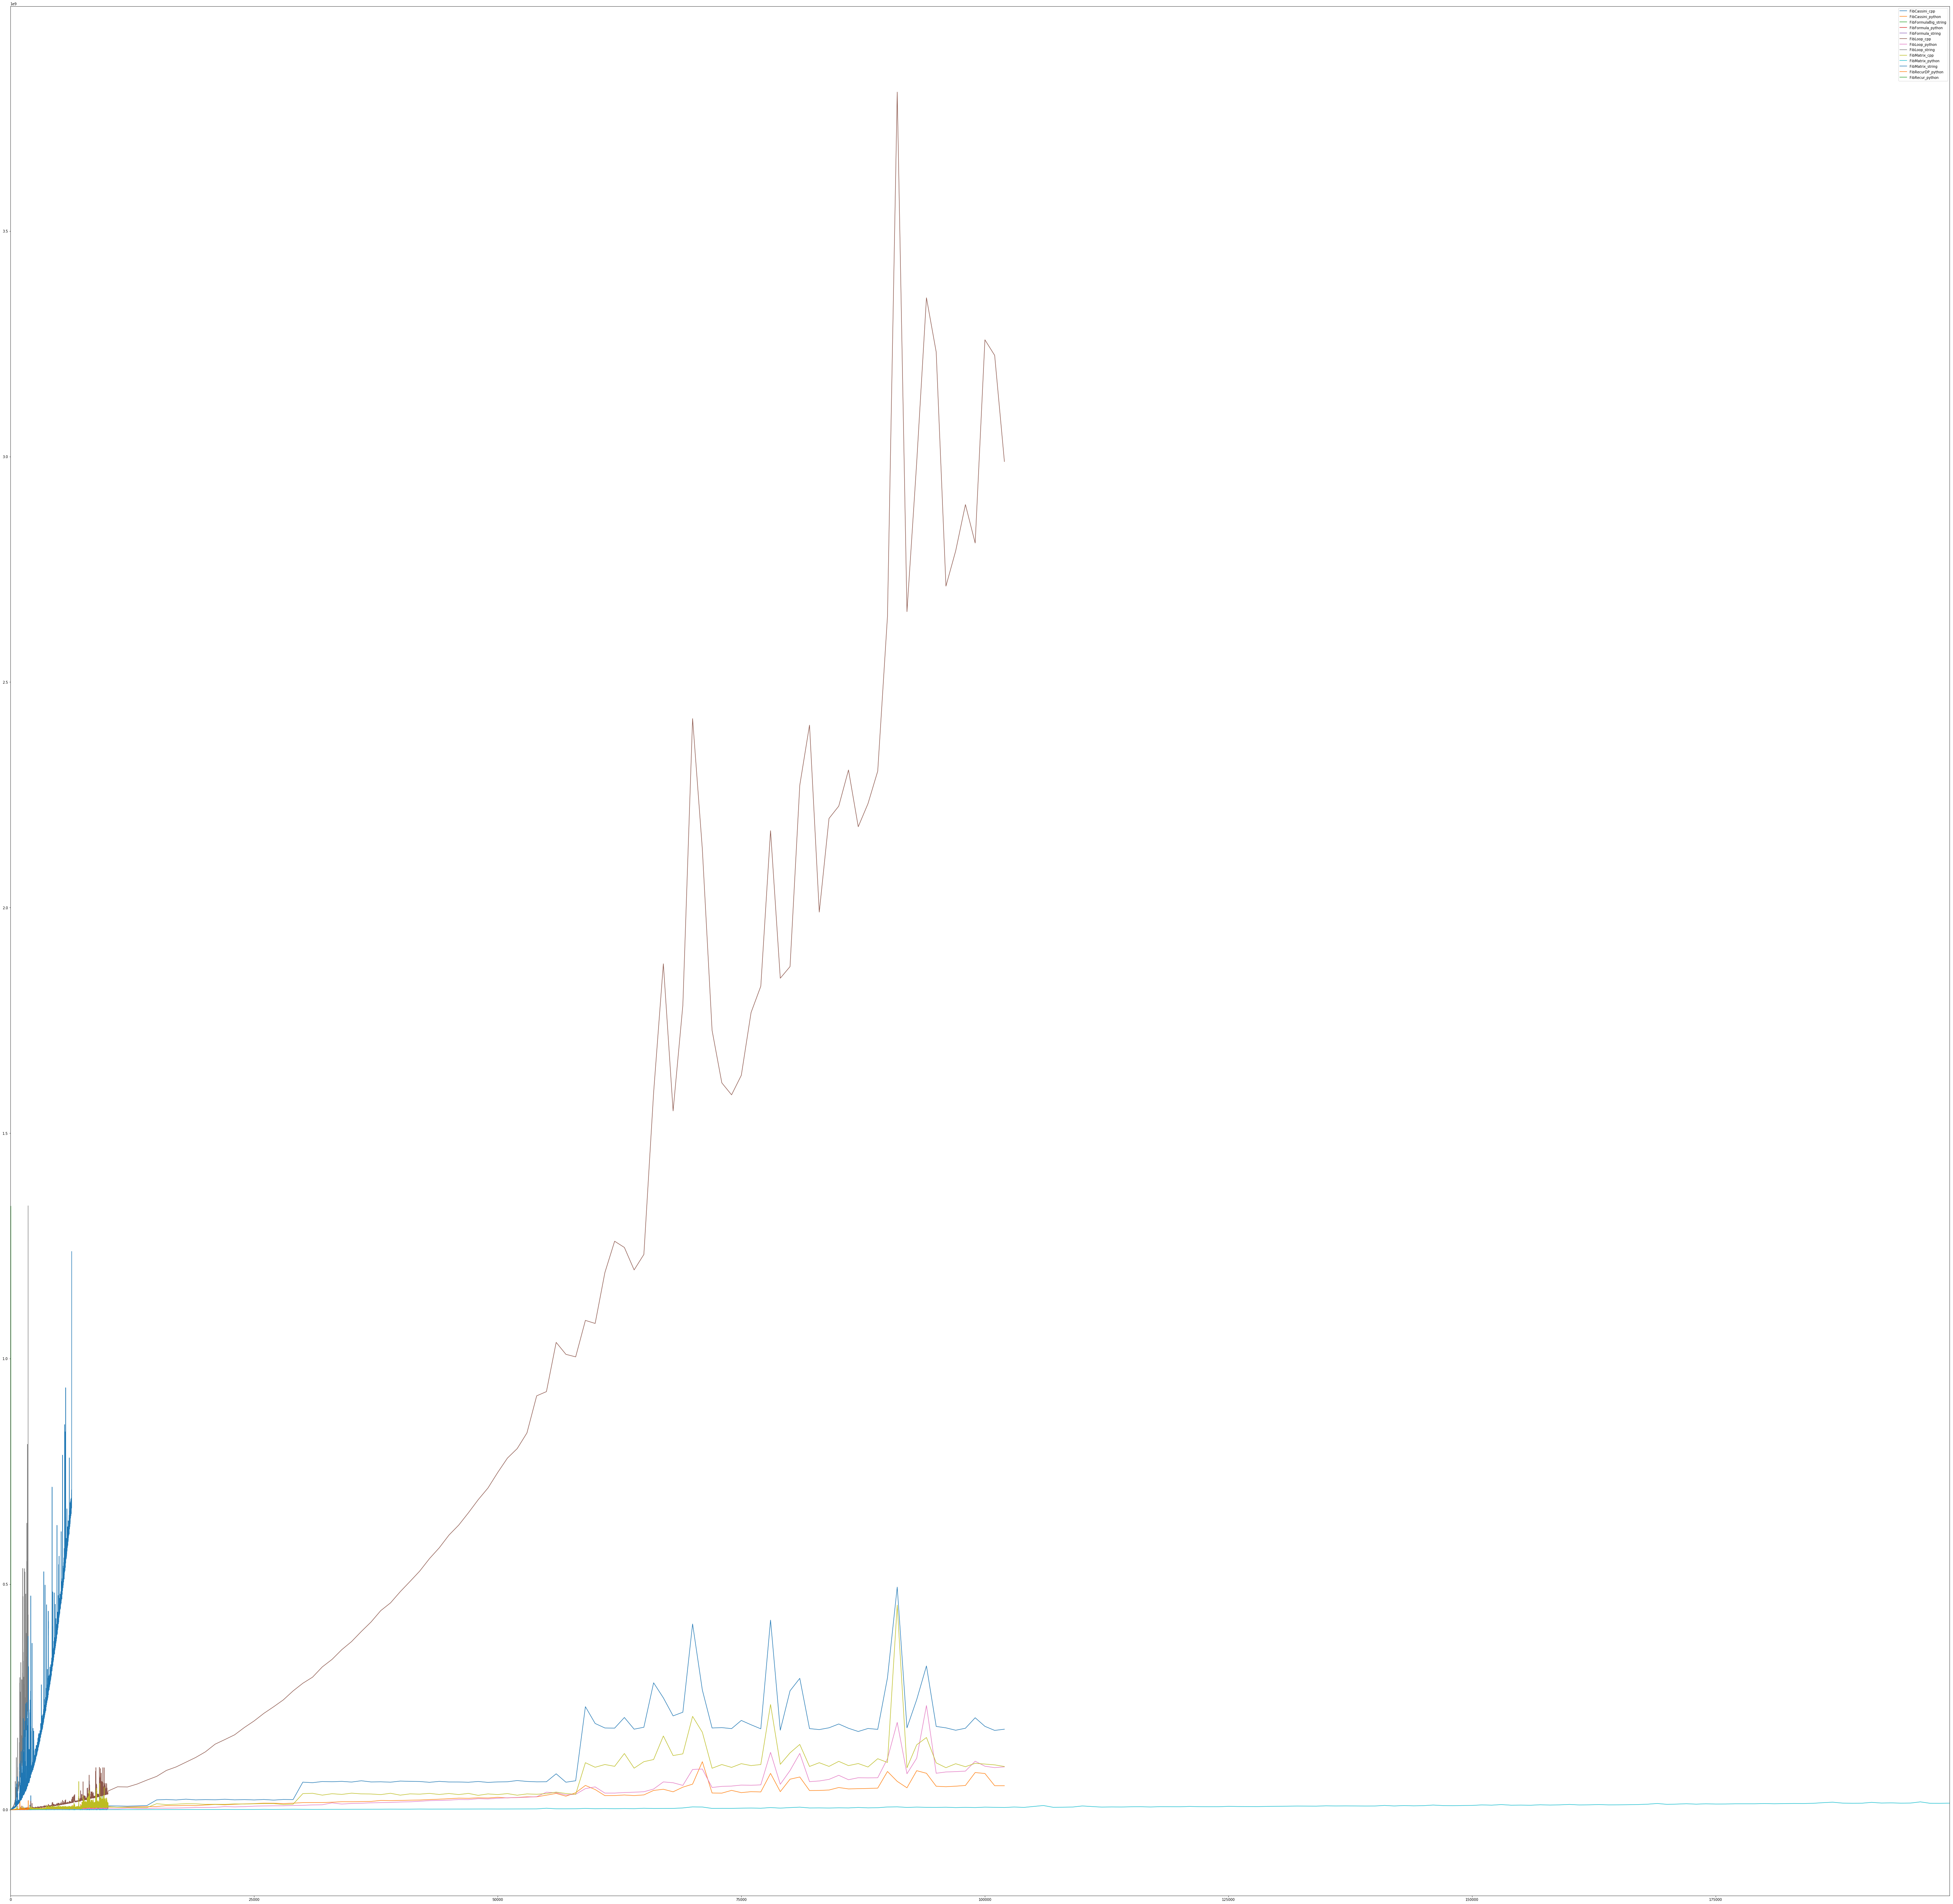 1e9
FibCassini_cpp
FibCassini_python
FibFormulaBig_string
FibFormula_python
FibFormula_string
FibLoop_cpp
FibLoop_python
FibLoop_string
FibMatrix_cpp
FibMatrix_python
FibMatrix_string
FibRecurDP_python
FibRecur_python
3.5
3.0
2.5
2.0
1.5
1.0
0.5
0.0
0
25000
50000
75000
100000
125000
150000
175000